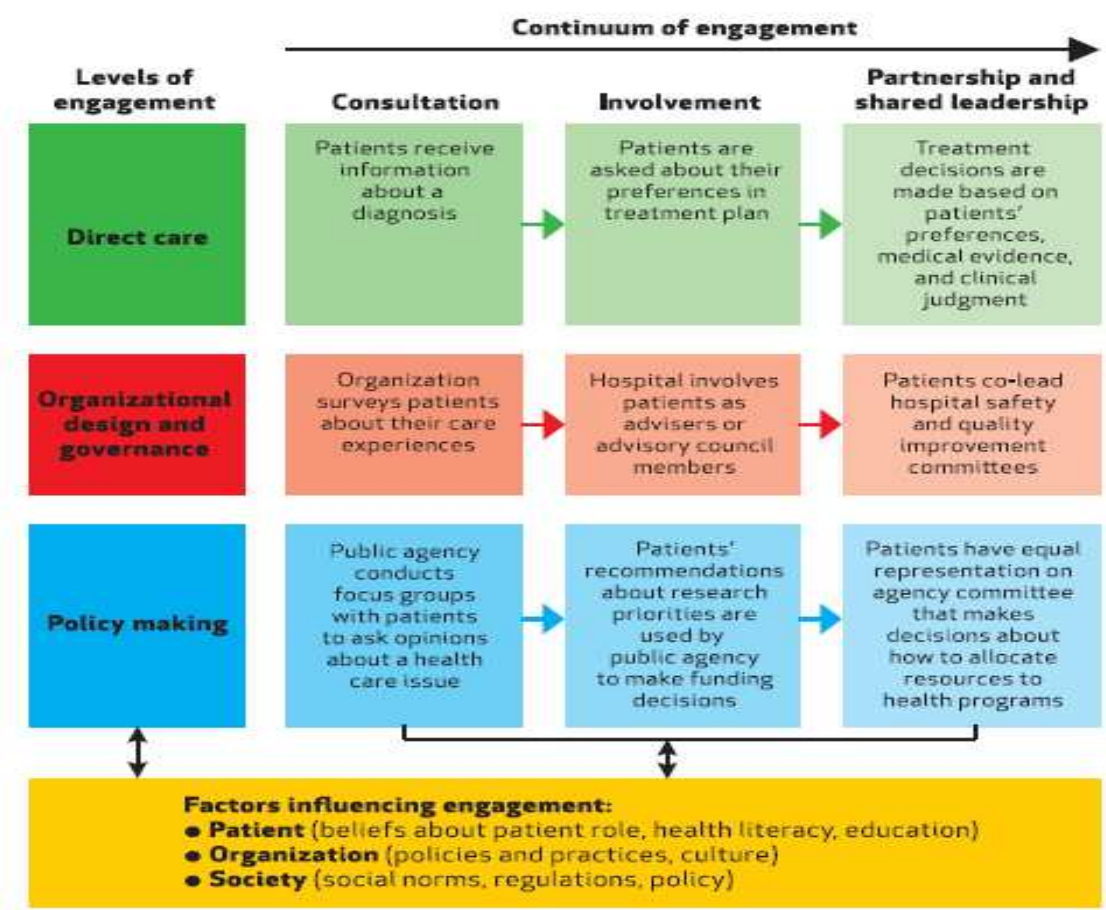 Continuum of engagement
Levels of
engagement
Consultation
Involvement
Partnership and
shared leadership
Direct care
Patients receive
information
about a
diagnosis
Patients are
asked about their
preferences in
treatment plan
Treatment
decisions are
made based on
patients'
preferences,
medical evidence,
and clinical
judgment
Organizational
design and
governance
Organization
surveys patients
about their care
experiences
Hospital involves
patients as
advisers or
advisory council
members
Patients co-lead
hospital safety
and quality
improvement
committees
Policy making
Public agency
conducts
focus groups
with patients
to ask opinions
about a health
care issue
Patients'
recommendations
about research
priorities are
used by
public agency
to make funding
decisions
Patients have equal
representation on
agency committee
that makes
decisions about
how to allocate
resources to
health programs
Factors influencing engagement:
● Patient (beliefs about patient role, health literacy, education)
● Organization (policies and practices, culture)
● Society (social norms, regulations, policy)